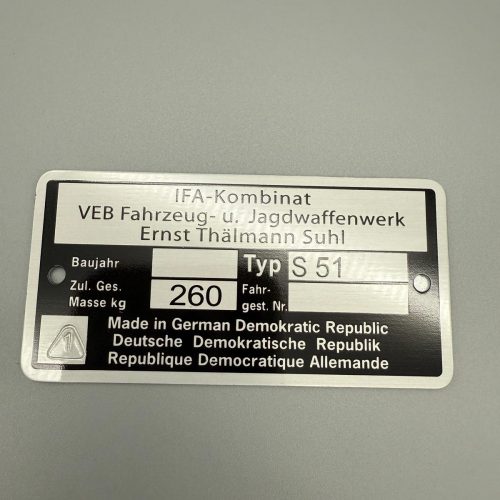 IFA-Kombinat
VEB Fahrzeug- u. Jagdwaffenwerk
Ernst Thälmann Suhl
Baujahr
Typ S 51
Zul. Ges.
Masse kg 260
Fahr-
gest. Nr.
1
Made in German Demokratic Republic
Deutsche Demokratische Republik
Republique Democratique Allemande